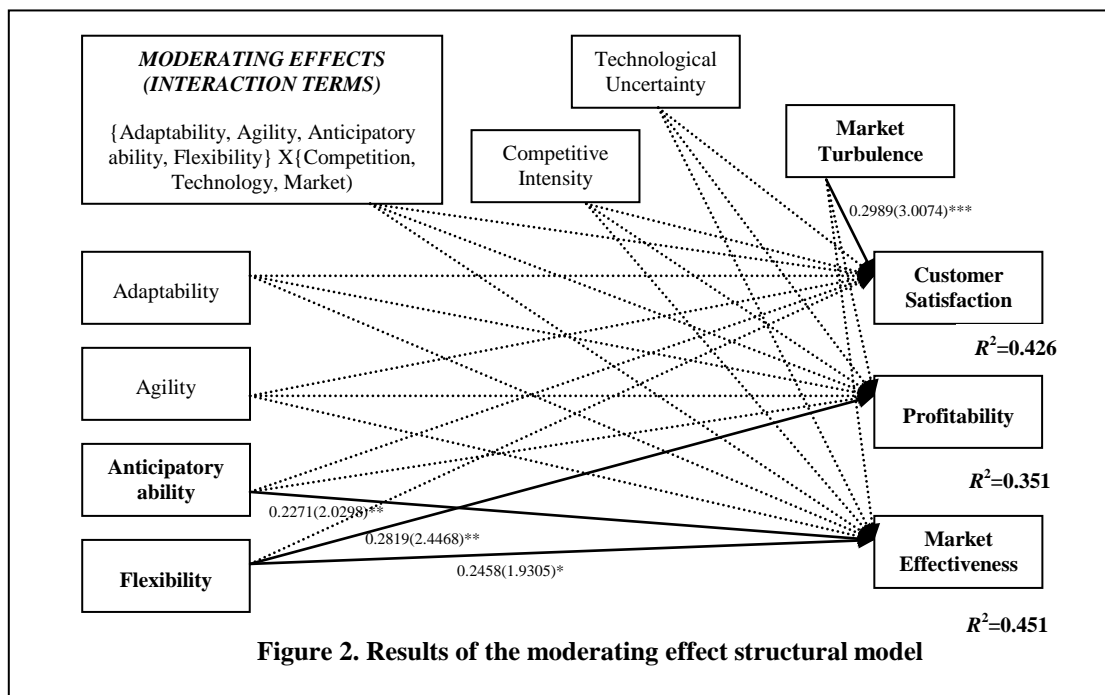 MODERATING EFFECTS
(INTERACTION TERMS)
{Adaptability, Agility, Anticipatory
ability, Flexibility} X{Competition,
Technology, Market)
Technological
Uncertainty
Competitive
Intensity
Market
Turbulence
0.2989(3.0074)***
Adaptability
Customer
Satisfaction
R²=0.426
Agility
Profitability
R²=0.351
Anticipatory
ability
0.2271(2.0298)**
0.2819(2.4468)**
Flexibility
0.2458(1.9305)*
Market
Effectiveness
R²=0.451
Figure 2. Results of the moderating effect structural model